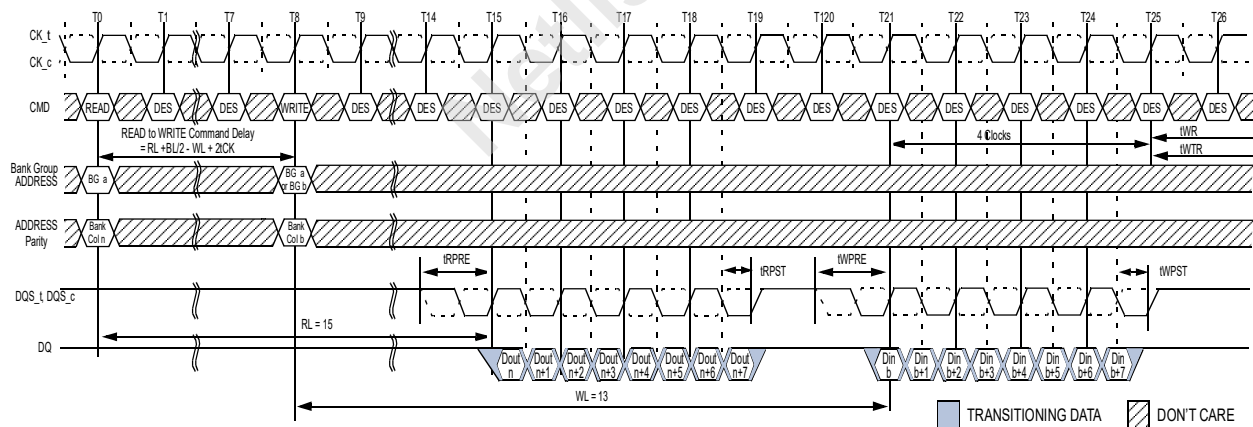 T0 T1 T7 T8 T9 T14 T15 T16 T17 T18 T19 T120 T21 T22 T23 T24 T25 T26
CK_t
CK_c
CMD READ DES DES WRITE DES DES DES DES DES DES DES DES DES DES DES DES DES DES
READ to WRITE Command Delay
= RL +BL/2 - WL + 2tCK
4 Clocks
tWR
tWTR
Bank Group
ADDRESS
BG a
BG a
or BG b
ADDRESS
Parity
Bank
Col n
Bank
Col b
tRPRE
tRPST
tWPRE
tWPST
DQS_t, DQS_c
RL = 15
DQ
Dout
n
Dout
n+1
Dout
n+2
Dout
n+3
Dout
n+4
Dout
n+5
Dout
n+6
Dout
n+7
Din
b
Din
b+1
Din
b+2
Din
b+3
Din
b+4
Din
b+5
Din
b+6
Din
b+7
WL = 13
TRANSITIONING DATA
DON'T CARE